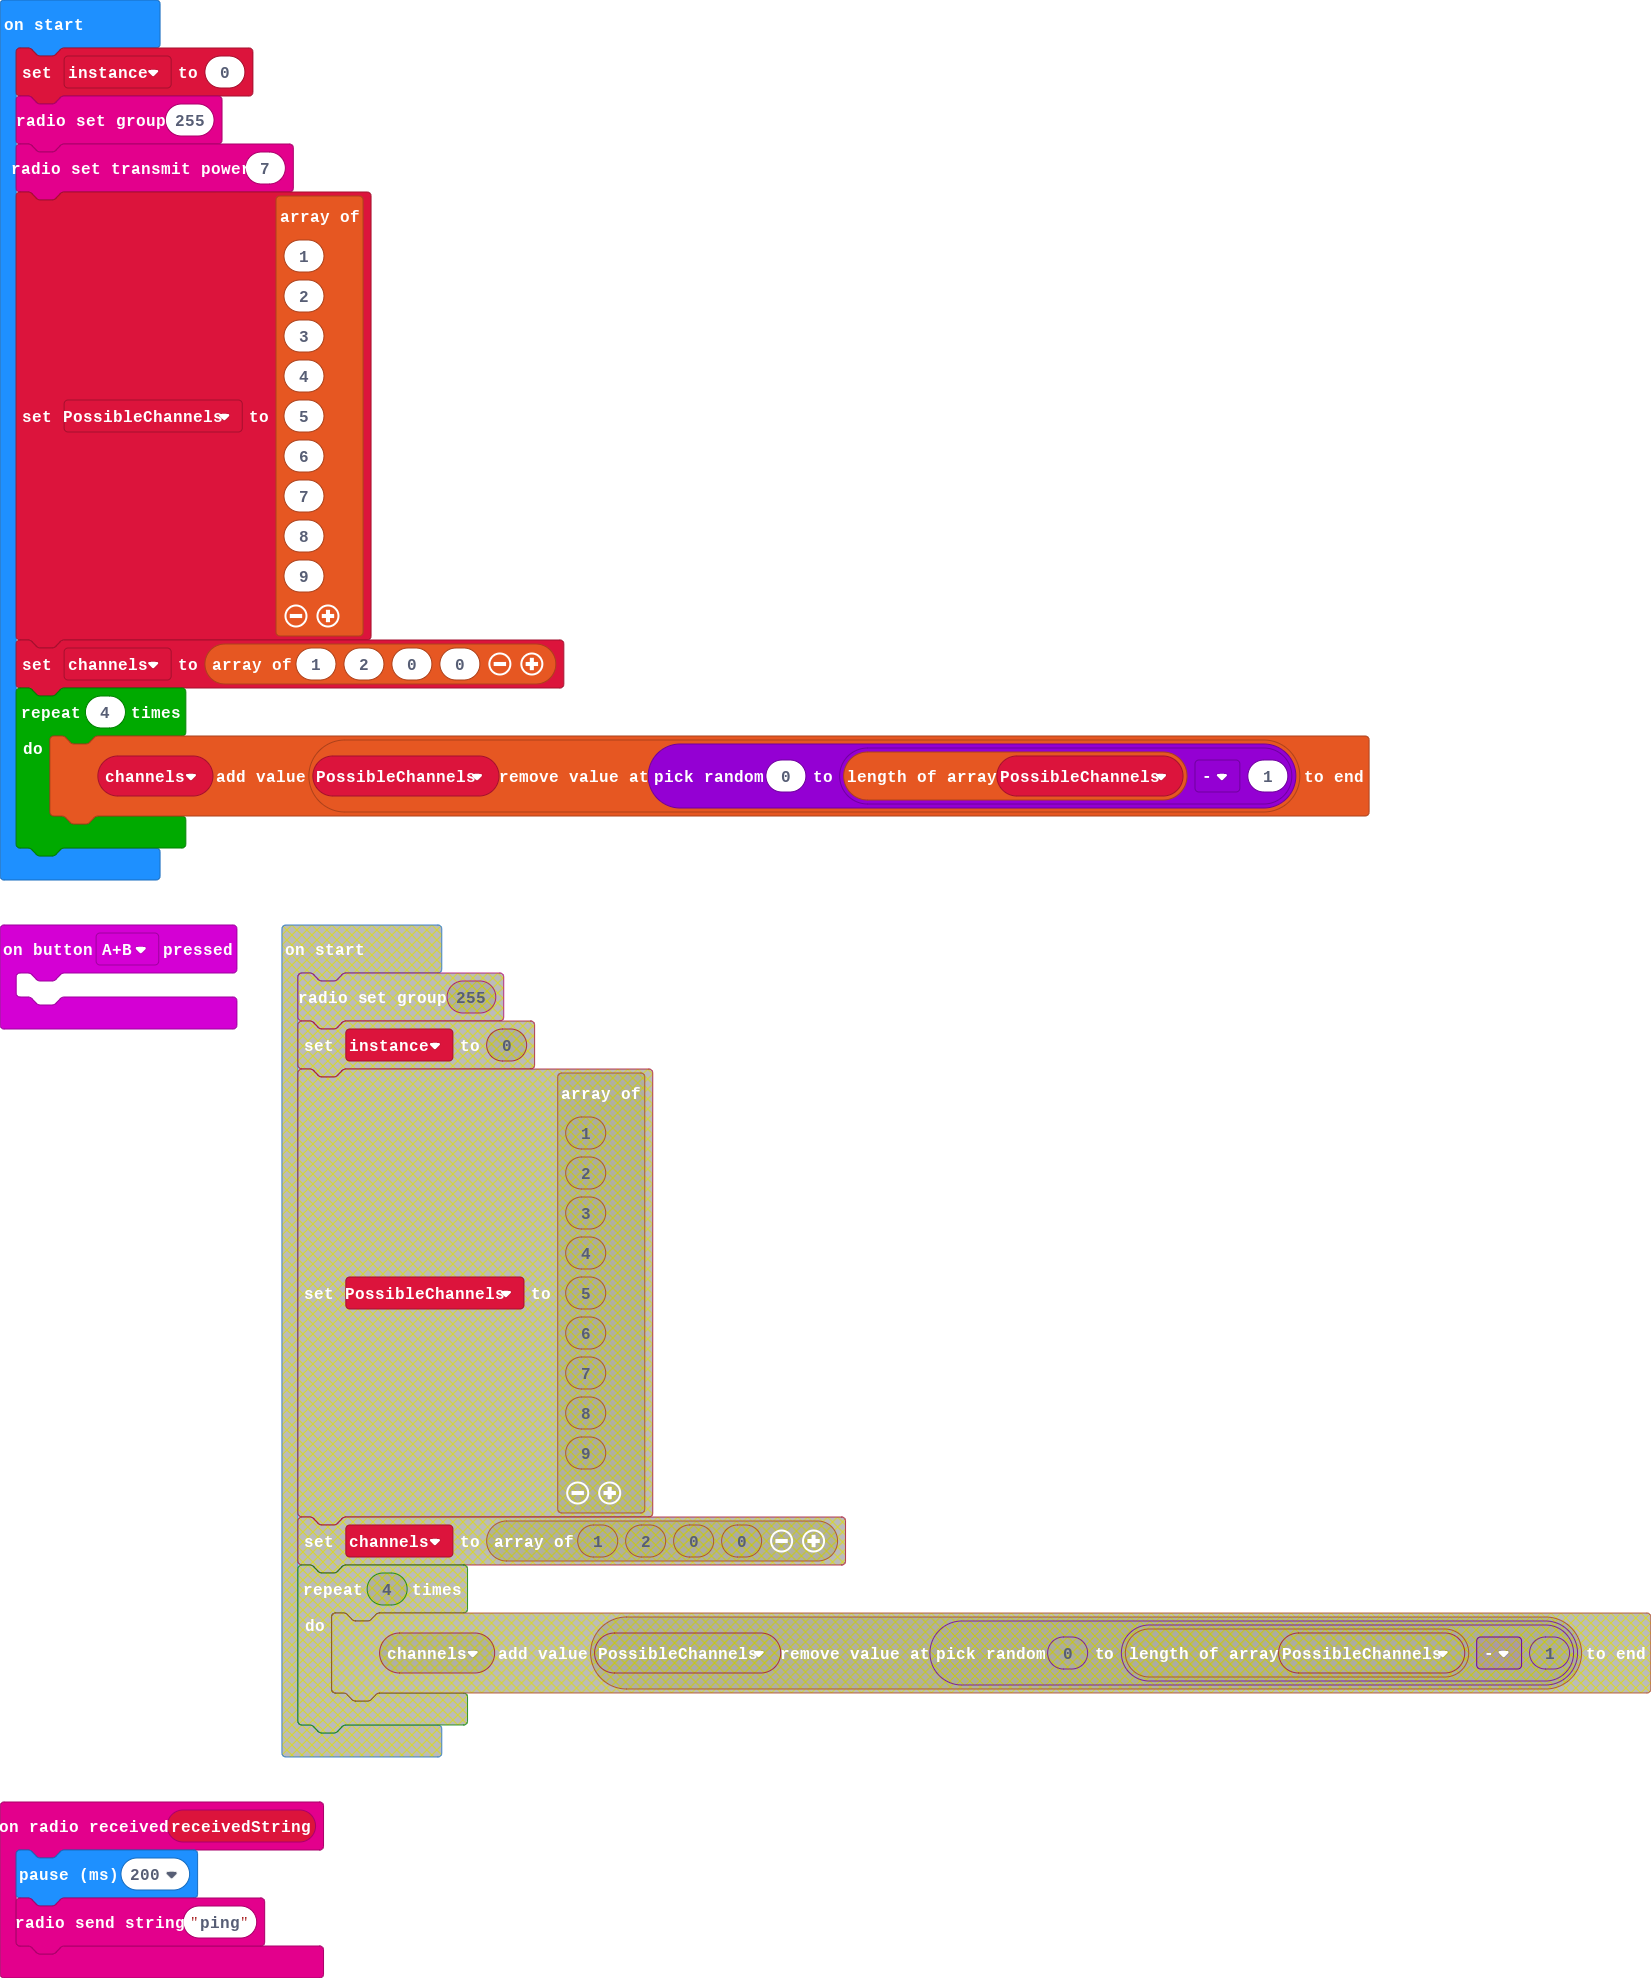 on start
set instance to 0
radio set group 255
radio set transmit power 7
set PossibleChannels to array of
1
2
3
4
5
6
7
8
9
set channels to array of 1 2 0 0
repeat 4 times
do channels add value PossibleChannels remove value at pick random 0 to length of array PossibleChannels - 1 to end
on button A+B pressed
on start
radio set group 255
set instance to 0
set PossibleChannels to array of
1
2
3
4
5
6
7
8
9
set channels to array of 1 2 0 0
repeat 4 times
do channels add value PossibleChannels remove value at pick random 0 to length of array PossibleChannels - 1 to end
on radio received receivedString
pause (ms) 200
radio send string "ping"